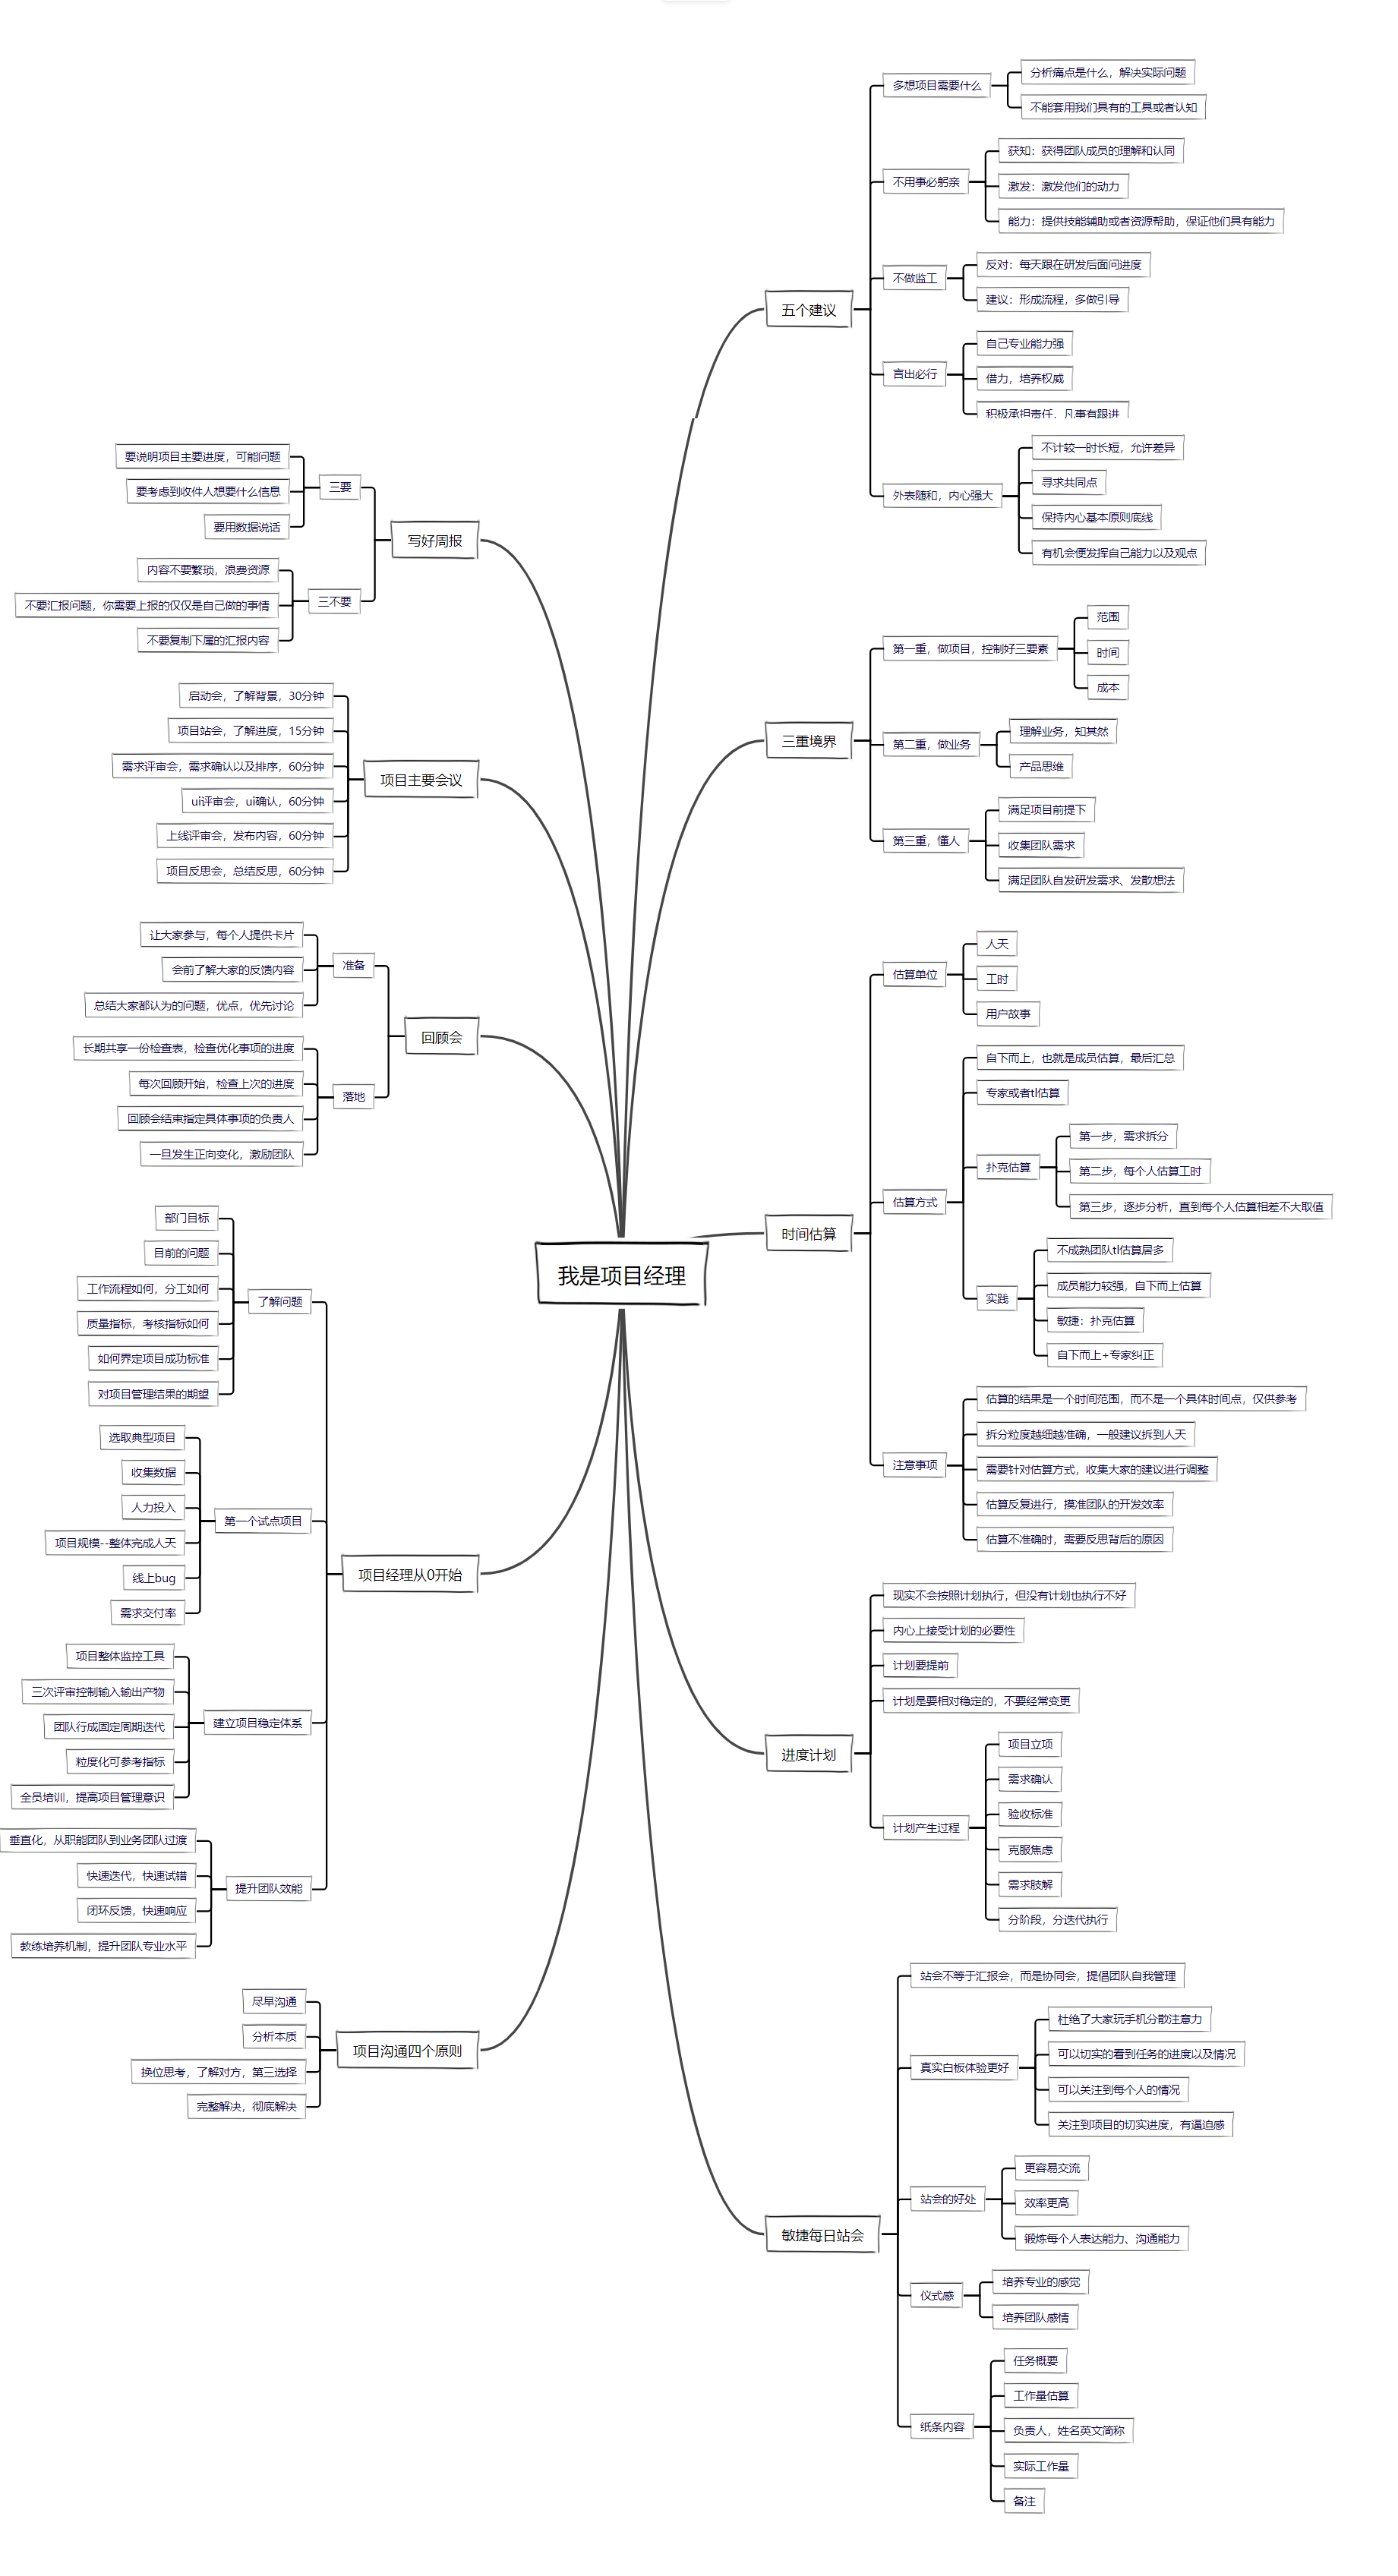 我是项目经理
五个建议
多想项目需要什么
分析痛点是什么，解决实际问题
不能套用我们具有的工具或者认知
不用事必躬亲
获知：获得团队成员的理解和认同
激发：激发他们的动力
能力：提供技能辅助或者资源帮助，保证他们具有能力
不做监工
反对：每天跟在研发后面问进度
建议：形成流程，多做引导
言出必行
自己专业能力强
借力，培养权威
积极承担责任，凡事有跟进
外表随和，内心强大
不计较一时长短，允许差异
寻求共同点
保持内心基本原则底线
有机会便发挥自己能力以及观点
三重境界
第一重，做项目，控制好三要素
范围
时间
成本
第二重，做业务
理解业务，知其然
产品思维
第三重，懂人
满足项目前提下
收集团队需求
满足团队自发研发需求、发散想法
时间估算
估算单位
人天
工时
用户故事
估算方式
自下而上，也就是成员估算，最后汇总
专家或者tl估算
扑克估算
第一步，需求拆分
第二步，每个人估算工时
第三步，逐步分析，直到每个人估算相差不大取值
实践
不成熟团队tl估算居多
成员能力较强，自下而上估算
敏捷：扑克估算
自下而上+专家纠正
注意事项
估算的结果是一个时间范围，而不是一个具体时间点，仅供参考
拆分粒度越细越准确，一般建议拆到人天
需要针对估算方式，收集大家的建议进行调整
估算反复进行，摸准团队的开发效率
估算不准确时，需要反思背后的原因
进度计划
现实不会按照计划执行，但没有计划也执行不好
内心上接受计划的必要性
计划要提前
计划是要相对稳定的，不要经常变更
计划产生过程
项目立项
需求确认
验收标准
克服焦虑
需求肢解
分阶段，分迭代执行
敏捷每日站会
站会不等于汇报会，而是协同会，提倡团队自我管理
真实白板体验更好
杜绝了大家玩手机分散注意力
可以切实的看到任务的进度以及情况
可以关注到每个人的情况
关注到项目的切实进度，有逼迫感
站会的好处
更容易交流
效率更高
锻炼每个人表达能力、沟通能力
仪式感
培养专业的感觉
培养团队感情
纸条内容
任务概要
工作量估算
负责人，姓名英文简称
实际工作量
备注
写好周报
三要
要说明项目主要进度，可能问题
要考虑到收件人想要什么信息
要用数据说话
三不要
内容不要繁琐，浪费资源
不要汇报问题，你需要上报的仅仅是自己做的事情
不要复制下属的汇报内容
项目主要会议
启动会，了解背景，30分钟
项目站会，了解进度，15分钟
需求评审会，需求确认以及排序，60分钟
ui评审会，ui确认，60分钟
上线评审会，发布内容，60分钟
项目反思会，总结反思，60分钟
回顾会
准备
让大家参与，每个人提供卡片
会前了解大家的反馈内容
总结大家都认为的问题，优点，优先讨论
落地
长期共享一份检查表，检查优化事项的进度
每次回顾开始，检查上次的进度
回顾会结束指定具体事项的负责人
一旦发生正向变化，激励团队
项目经理从0开始
了解问题
部门目标
目前的问题
工作流程如何，分工如何
质量指标，考核指标如何
如何界定项目成功标准
对项目管理结果的期望
第一个试点项目
选取典型项目
收集数据
人力投入
项目规模--整体完成人天
线上bug
需求交付率
建立项目稳定体系
项目整体监控工具
三次评审控制输入输出产物
团队行成固定周期迭代
粒度化可参考指标
全员培训，提高项目管理意识
提升团队效能
垂直化，从职能团队到业务团队过渡
快速迭代，快速试错
闭环反馈，快速响应
教练培养机制，提升团队专业水平
项目沟通四个原则
尽早沟通
分析本质
换位思考，了解对方，第三选择
完整解决，彻底解决